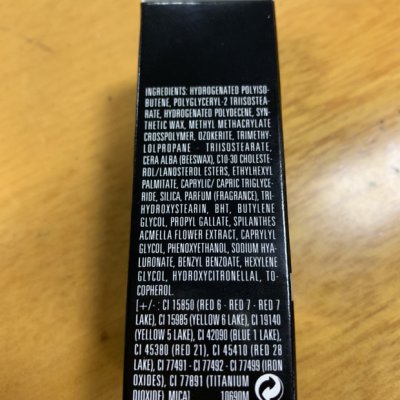 INGREDIENTS: HYDROGENATED POLYISO-
BUTENE, POLYGLYCERYL-2 TRIISOSTEA-
RATE, HYDROGENATED POLYDECENE, SYN-
THETIC WAX, METHYL METHACRYLATE
CROSSPOLYMER, OZOKERITE, TRIMETHY-
LOLPROPANE - TRIISOSTEARATE,
CERA ALBA (BEESWAX), C10-30 CHOLESTE-
ROL/LANOSTEROL ESTERS, ETHYLHEXYL
PALMITATE, CAPRYLIC/ CAPRIC TRIGLYCE-
RIDE, SILICA, PARFUM (FRAGRANCE), TRI-
HYDROXYSTEARIN, BHT, BUTYLENE
GLYCOL, PROPYL GALLATE, SPILANTHES
ACMELLA FLOWER EXTRACT, CAPRYLYL
GLYCOL, PHENOXYETHANOL, SODIUM HYA-
LURONATE, BENZYL BENZOATE, HEXYLENE
GLYCOL, HYDROXYCITRONELLAL, TO-
COPHEROL.
[+/-: CI 15850 (RED 6 - RED 7 - RED 7
LAKE), CI 15985 (YELLOW 6 LAKE), CI 19140
(YELLOW 5 LAKE), CI 42090 (BLUE 1 LAKE),
CI 45380 (RED 21), CI 45410 (RED 28
LAKE), CI 77491 - CI 77492 - CI 77499 (IRON
OXIDES), CI 77891 (TITANIUM
DIOXIDE), MICA] 10690M